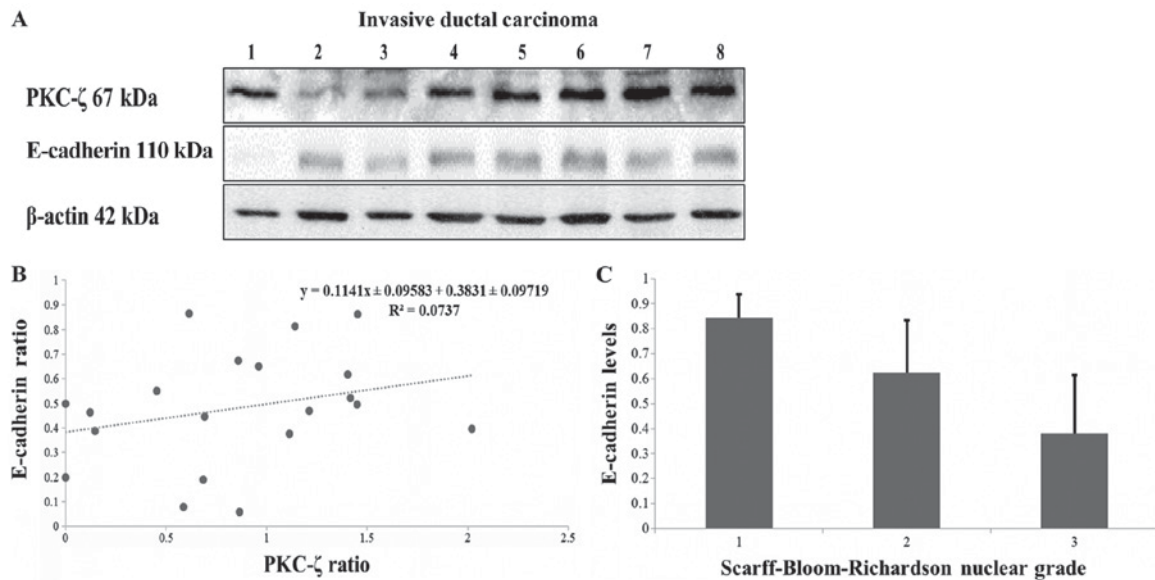 A
Invasive ductal carcinoma
1 2 3 4 5 6 7 8
PKC-ζ 67 kDa
E-cadherin 110 kDa
β-actin 42 kDa
B
y = 0.1141x ± 0.09583 + 0.3831 ± 0.09719
R² = 0.0737
E-cadherin ratio
1
0.9
0.8
0.7
0.6
0.5
0.4
0.3
0.2
0.1
0
0 0.5 1 1.5 2 2.5
PKC-ζ ratio
C
E-cadherin levels
1
0.9
0.8
0.7
0.6
0.5
0.4
0.3
0.2
0.1
0
1 2 3
Scarff-Bloom-Richardson nuclear grade